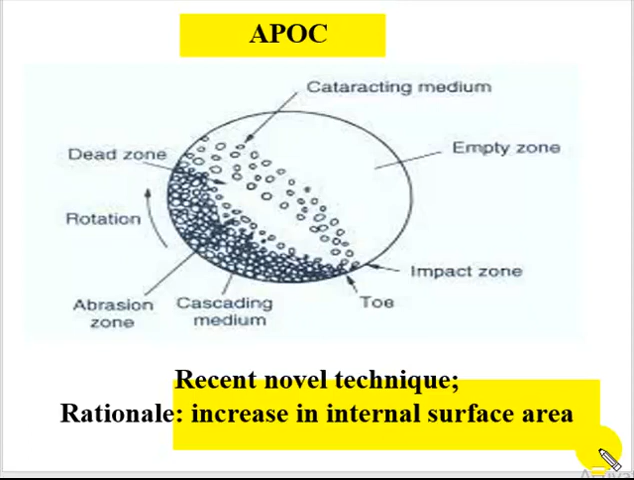 APOC
Cataracting medium
Dead zone
Empty zone
Rotation
Impact zone
Abrasion zone
Cascading medium
Toe
Recent novel technique;
Rationale: increase in internal surface area